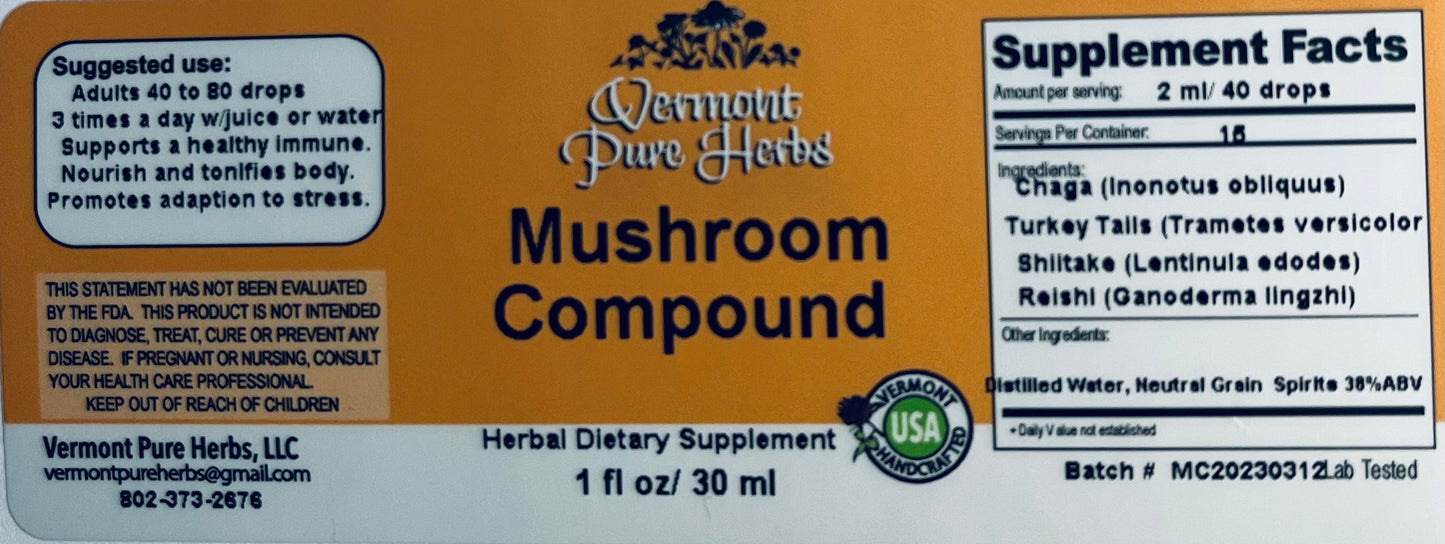 Suggested use:
Adults 40 to 80 drops
3 times a day w/juice or water
Supports a healthy immune.
Nourish and tonifies body.
Promotes adaption to stress.
THIS STATEMENT HAS NOT BEEN EVALUATED
BY THE FDA. THIS PRODUCT IS NOT INTENDED
TO DIAGNOSE, TREAT, CURE OR PREVENT ANY
DISEASE. IF PREGNANT OR NURSING, CONSULT
YOUR HEALTH CARE PROFESSIONAL.
KEEP OUT OF REACH OF CHILDREN
Vermont Pure Herbs, LLC
vermontpureherbs@gmail.com
802-373-2676
Vermont
Pure Herbs
Mushroom
Compound
Herbal Dietary Supplement
1 fl oz/ 30 ml
VERMONT
USA
HANDCRAFTED
Supplement Facts
Amount per serving: 2 ml/ 40 drops
Servings Per Container: 15
Ingredients:
Chaga (Inonotus obliquus)
Turkey Tails (Trametes versicolor
Shiitake (Lentinula edodes)
Reishi (Ganoderma lingzhi)
Other Ingredients:
Distilled Water, Neutral Grain Spirits 38%ABV
+ Daily Value not established
Batch # MC20230312 Lab Tested